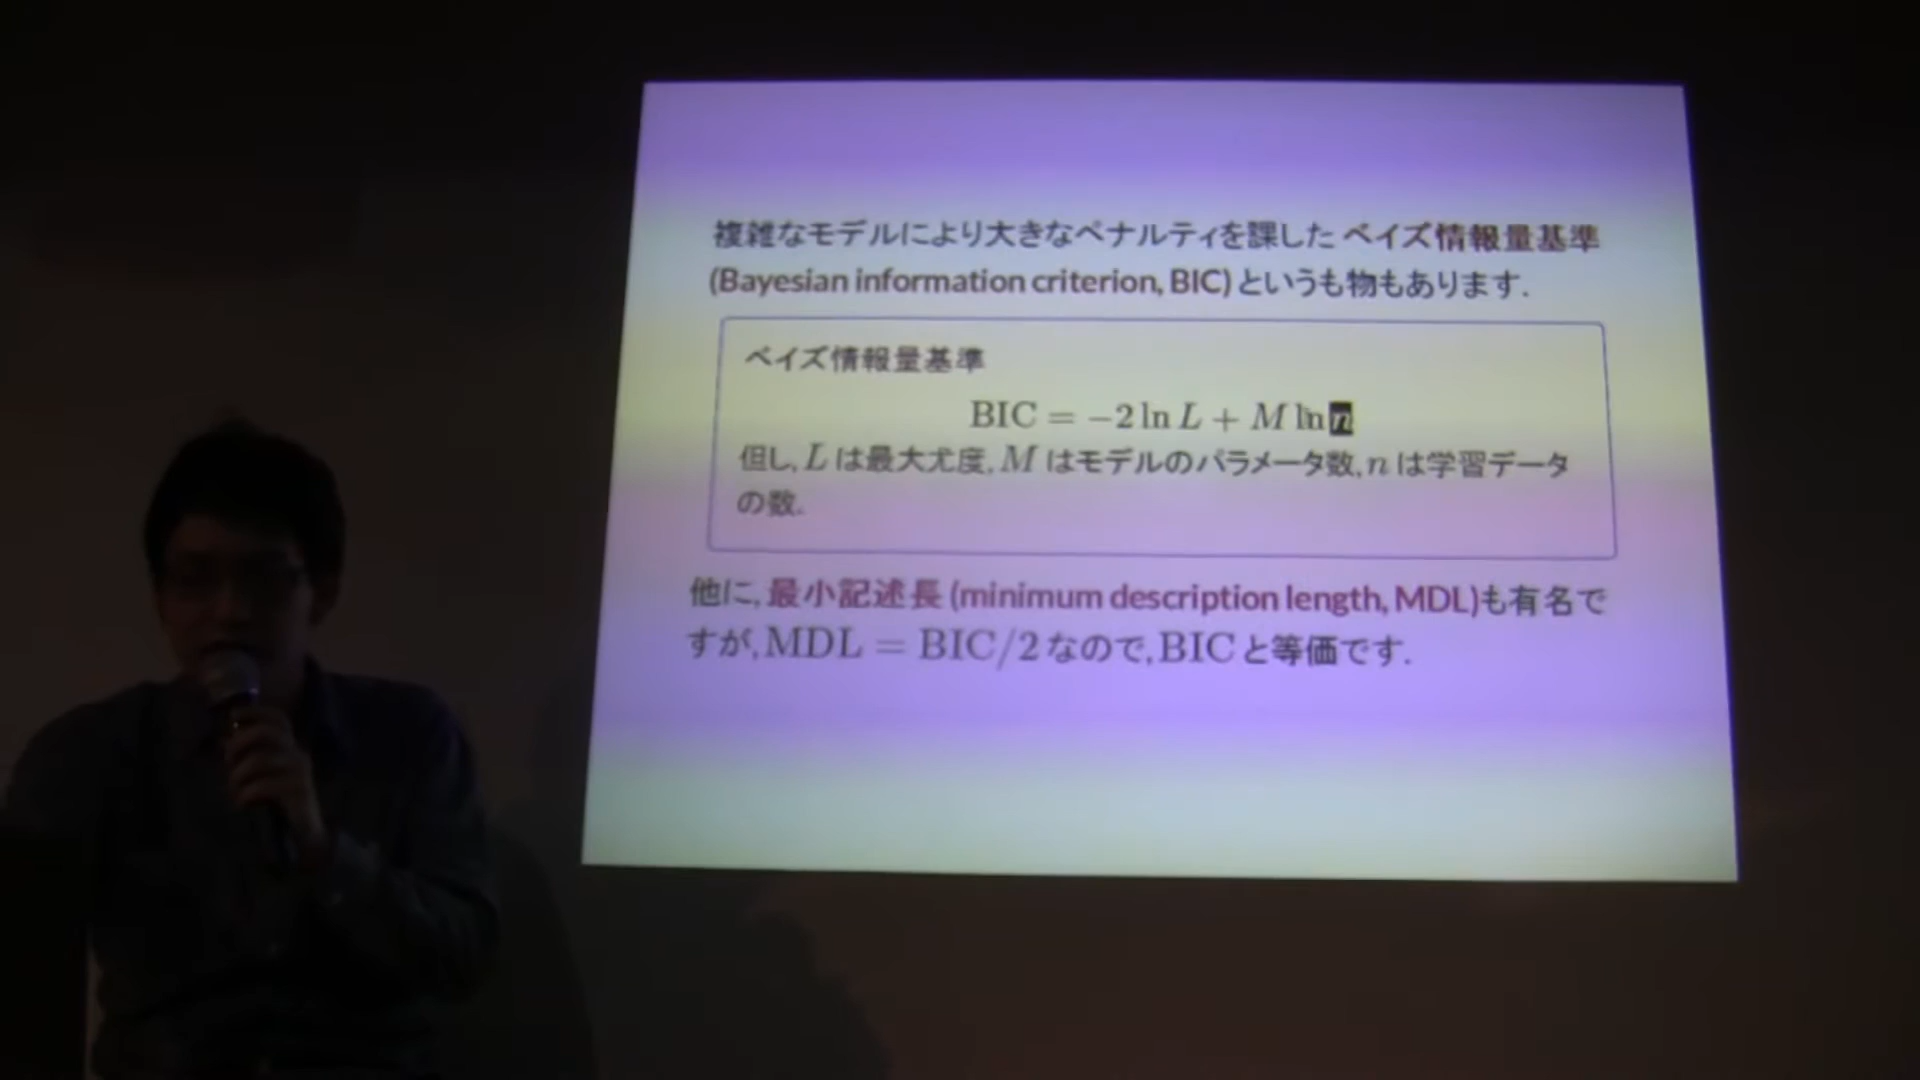 複雑なモデルにより大きなペナルティを課した ベイズ情報量基準
(Bayesian information criterion, BIC) というも物もあります.
ベイズ情報量基準
BIC = −2 ln L + M ln n
但し, L は最大尤度, M はモデルのパラメータ数, n は学習データ
の数.
他に, 最小記述長 (minimum description length, MDL)も有名で
すが, MDL = BIC/2 なので, BIC と等価です.